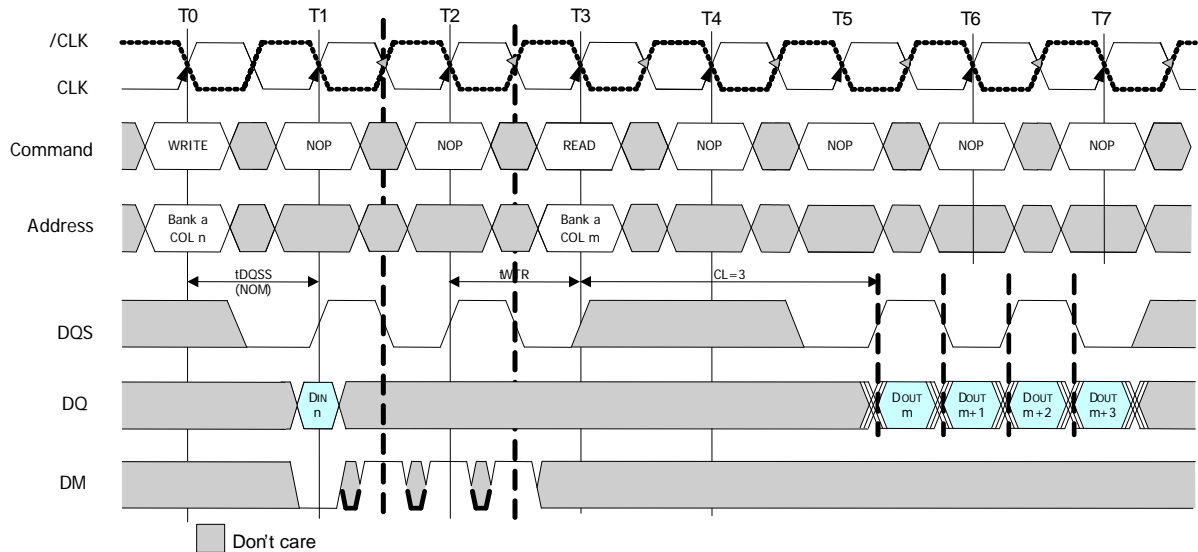 T0 T1 T2 T3 T4 T5 T6 T7
/CLK
CLK
Command WRITE NOP NOP READ NOP NOP NOP NOP
Address Bank a COL n Bank a COL m
tDQSS (NOM) tWTR CL=3
DQS
DQ DIN n DOUT m DOUT m+1 DOUT m+2 DOUT m+3
DM
Don't care